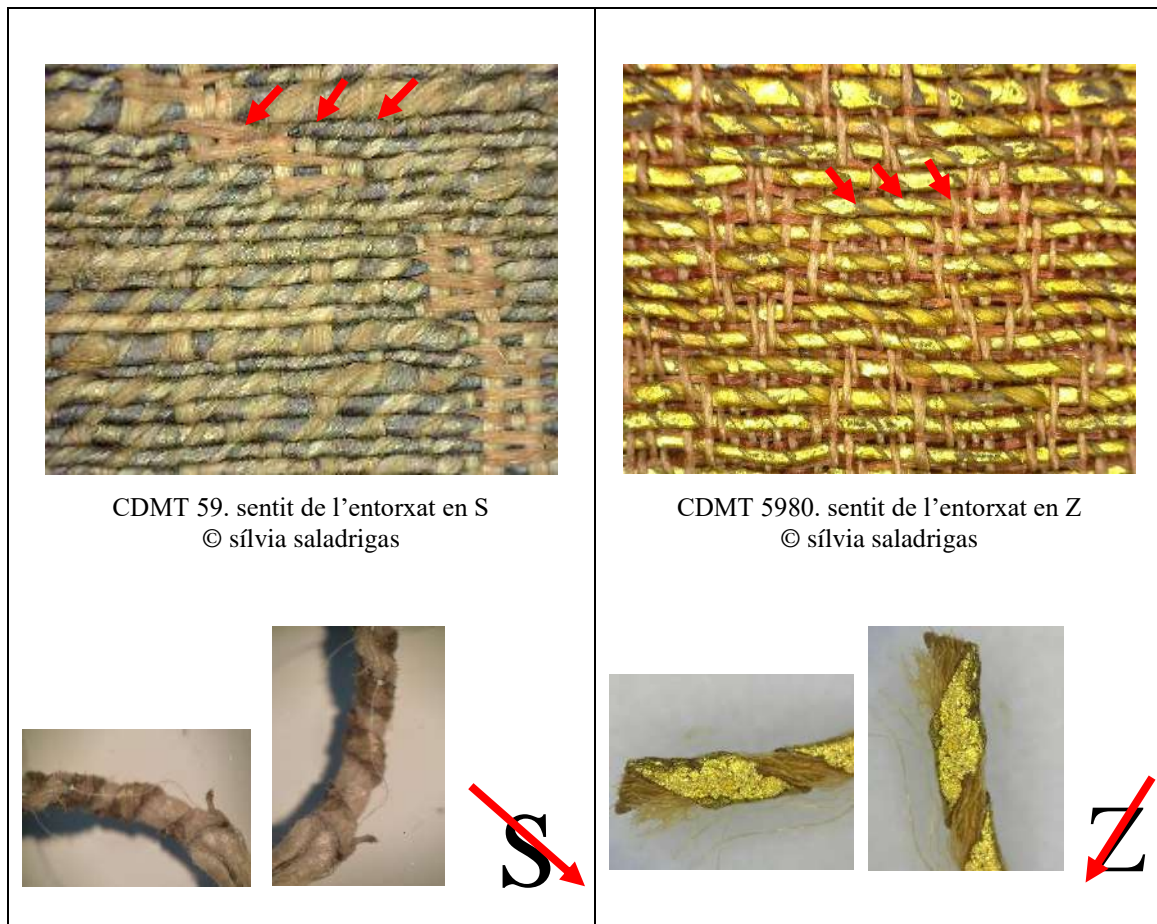 CDMT 59. sentit de l'entorxat en S
© sílvia saladrigas
CDMT 5980. sentit de l'entorxat en Z
© sílvia saladrigas
S
Z